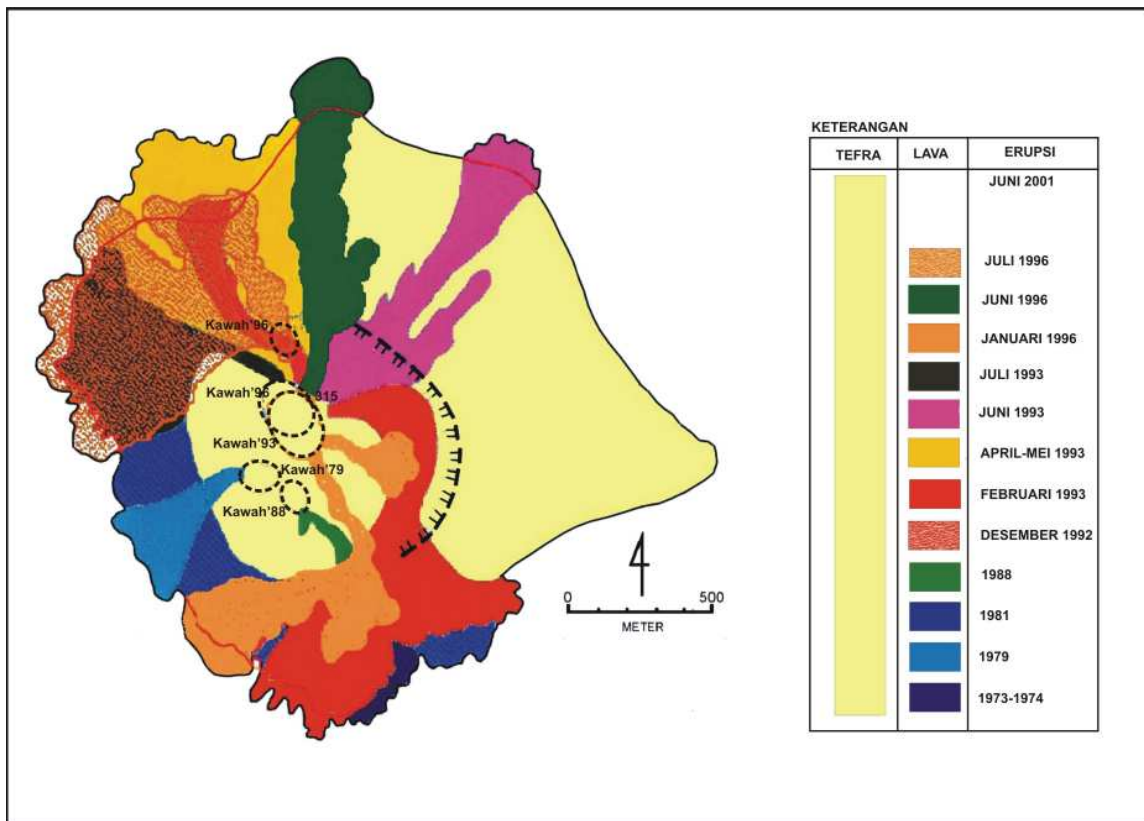 KETERANGAN
TEFRA LAVA ERUPSI
JUNI 2001
JULI 1996
JUNI 1996
JANUARI 1996
JULI 1993
JUNI 1993
APRIL-MEI 1993
FEBRUARI 1993
DESEMBER 1992
1988
1981
1979
1973-1974
Kawah'96
Kawah'96
315
Kawah'93
Kawah'79
Kawah'88
0 500
METER